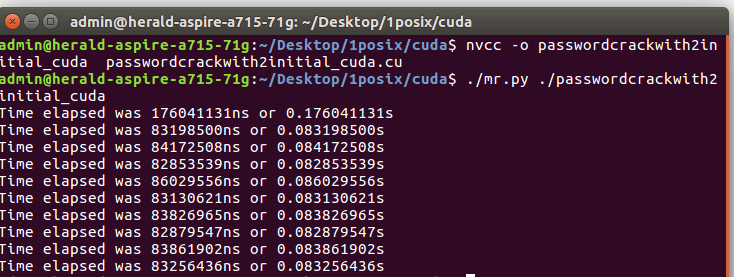 admin@herald-aspire-a715-71g: ~/Desktop/1posix/cuda
admin@herald-aspire-a715-71g:~/Desktop/1posix/cuda$ nvcc -o passwordcrackwith2in
itial_cuda  passwordcrackwith2initial_cuda.cu
admin@herald-aspire-a715-71g:~/Desktop/1posix/cuda$ ./mr.py ./passwordcrackwith2
initial_cuda
Time elapsed was 176041131ns or 0.176041131s
Time elapsed was 83198500ns or 0.083198500s
Time elapsed was 84172508ns or 0.084172508s
Time elapsed was 82853539ns or 0.082853539s
Time elapsed was 86029556ns or 0.086029556s
Time elapsed was 83130621ns or 0.083130621s
Time elapsed was 83826965ns or 0.083826965s
Time elapsed was 82879547ns or 0.082879547s
Time elapsed was 83861902ns or 0.083861902s
Time elapsed was 83256436ns or 0.083256436s